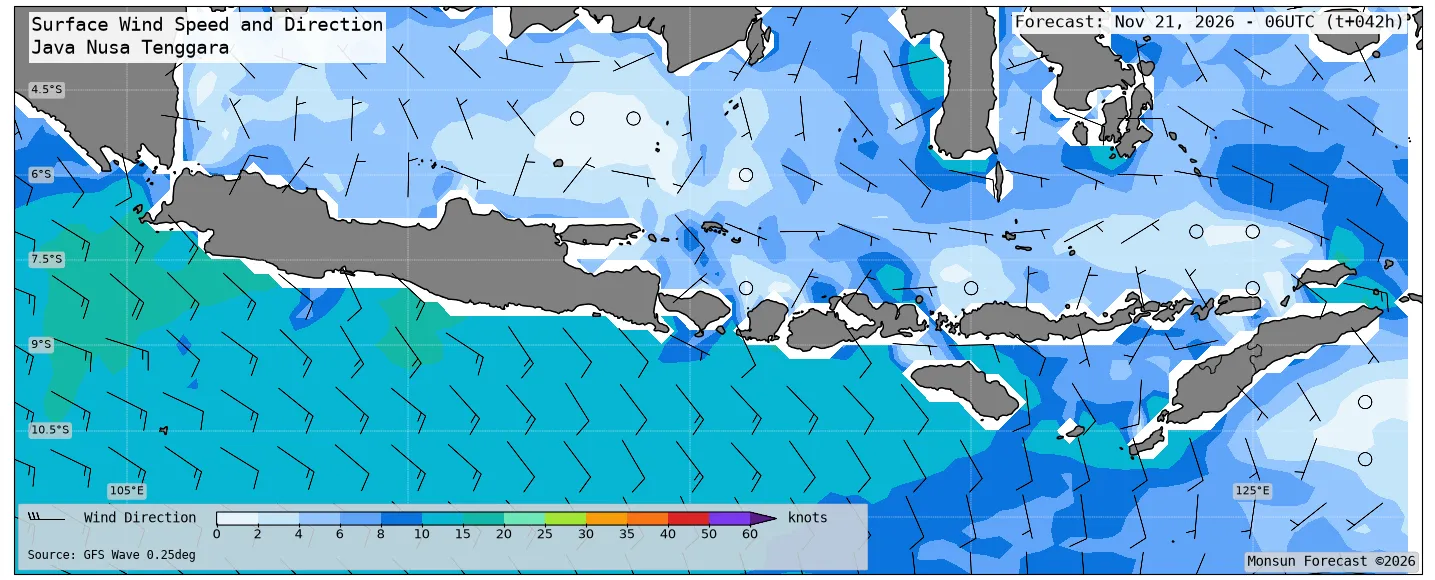 Surface Wind Speed and Direction
Java Nusa Tenggara
Forecast: Nov 21, 2026 - 06UTC (t+042h)
4.5°S
6°S
7.5°S
9°S
10.5°S
105°E
125°E
Wind Direction
0 2 4 6 8 10 15 20 25 30 35 40 50 60
knots
Source: GFS Wave 0.25deg
Monsun Forecast ©2026